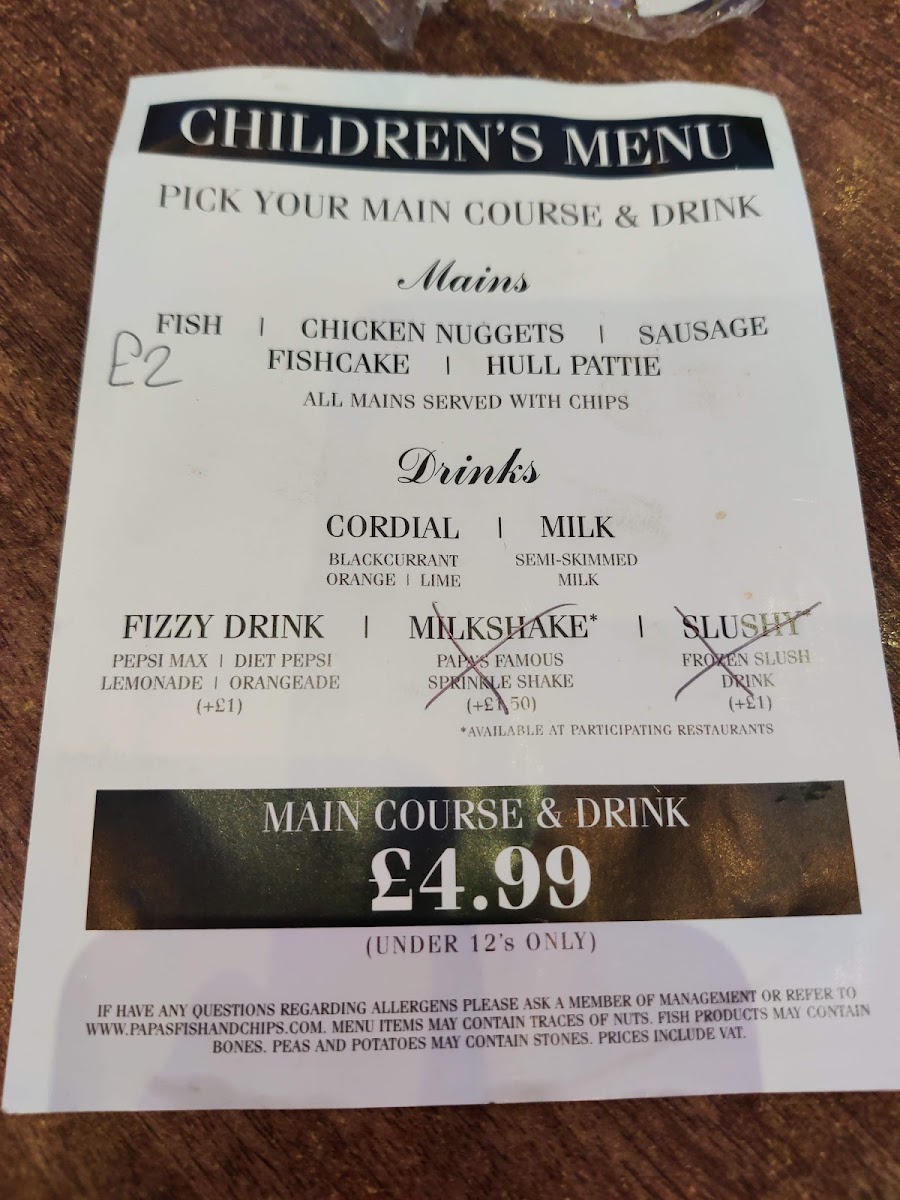 CHILDREN'S MENU
PICK YOUR MAIN COURSE & DRINK
Mains
FISH | CHICKEN NUGGETS | SAUSAGE
£2
FISHCAKE | HULL PATTIE
ALL MAINS SERVED WITH CHIPS
Drinks
CORDIAL | MILK
BLACKCURRANT SEMI-SKIMMED
ORANGE | LIME MILK
FIZZY DRINK | MILKSHAKE* | SLUSHY*
PEPSI MAX | DIET PEPSI PAPA'S FAMOUS FROZEN SLUSH
LEMONADE | ORANGEADE SPRINKLE SHAKE DRINK
(+£1) (+£1.50) (+£1)
*AVAILABLE AT PARTICIPATING RESTAURANTS
MAIN COURSE & DRINK
£4.99
(UNDER 12's ONLY)
IF HAVE ANY QUESTIONS REGARDING ALLERGENS PLEASE ASK A MEMBER OF MANAGEMENT OR REFER TO
WWW.PAPASFISHANDCHIPS.COM. MENU ITEMS MAY CONTAIN TRACES OF NUTS. FISH PRODUCTS MAY CONTAIN
BONES. PEAS AND POTATOES MAY CONTAIN STONES. PRICES INCLUDE VAT.